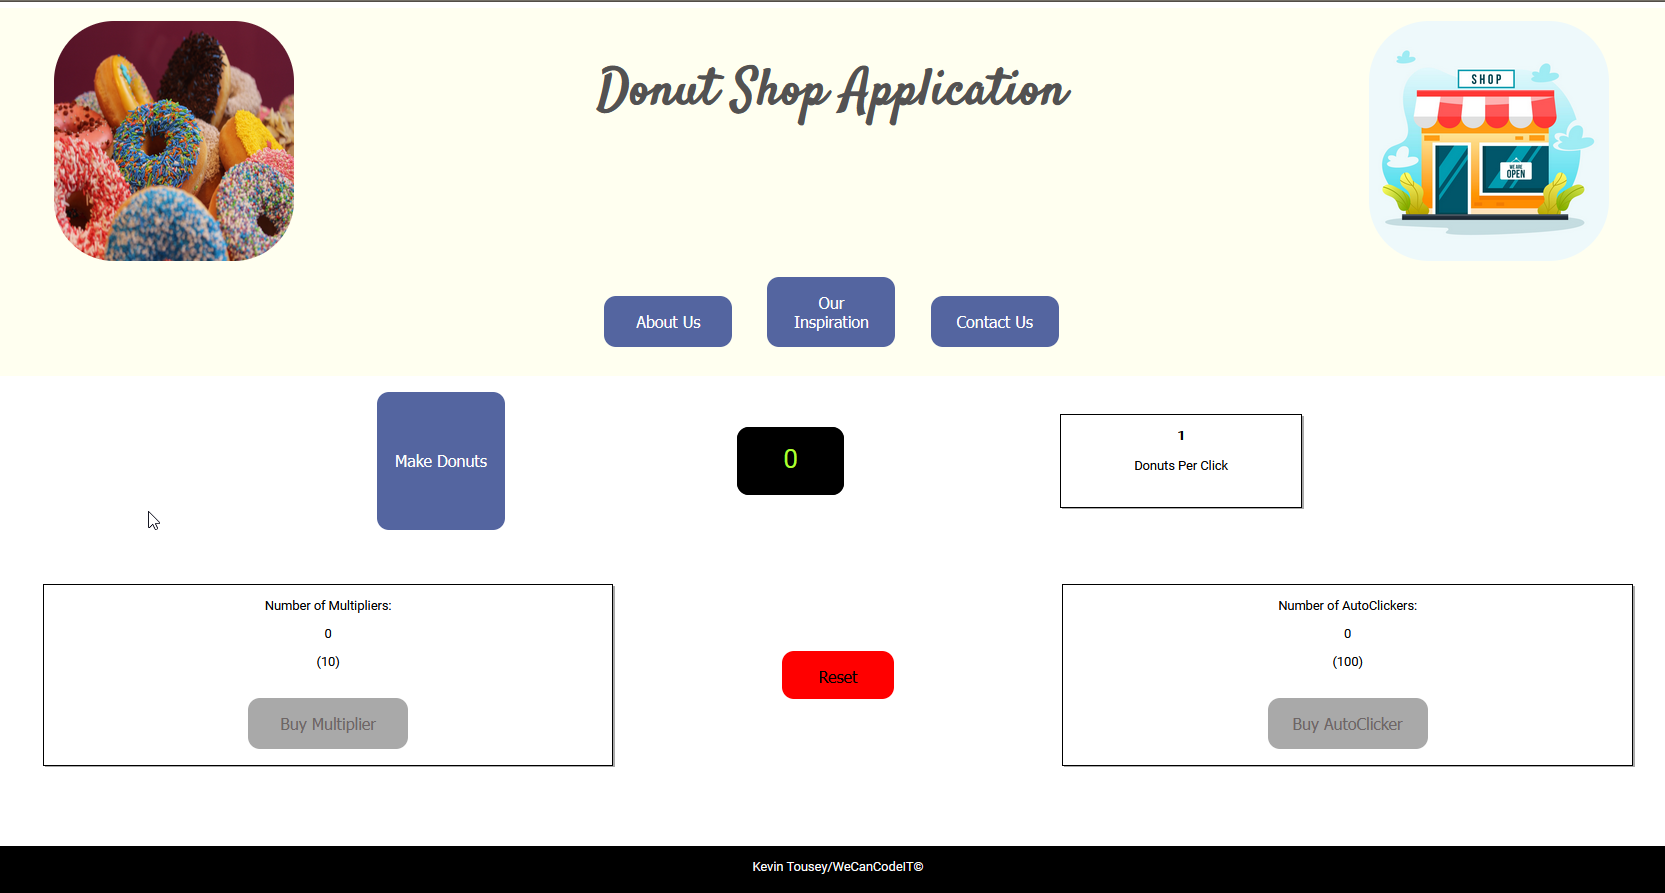 Donut Shop Application
SHOP
WE ARE
OPEN
About Us
Our
Inspiration
Contact Us
Make Donuts
0
1
Donuts Per Click
Number of Multipliers:
0
(10)
Buy Multiplier
Reset
Number of AutoClickers:
0
(100)
Buy AutoClicker
Kevin Tousey/WeCanCodeIT©